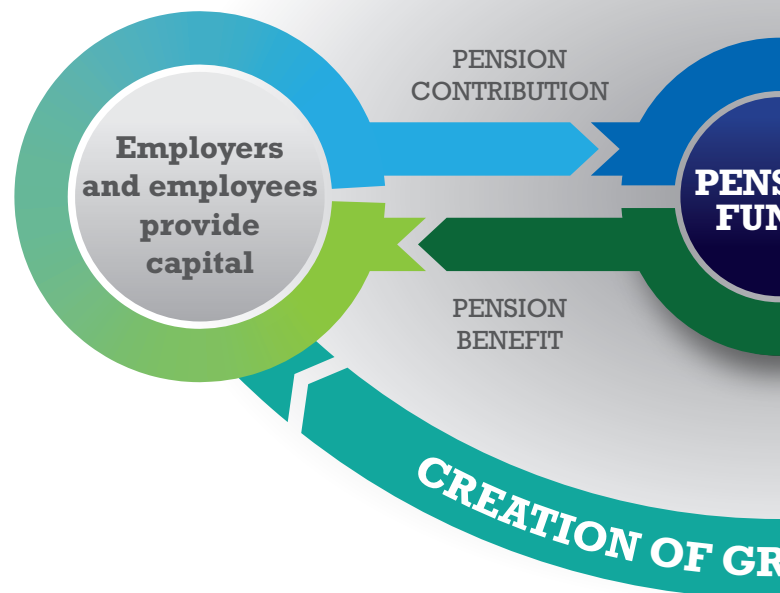 PENSION
CONTRIBUTION
Employers
and employees
provide
capital
PENS
FUN
PENSION
BENEFIT
CREATION OF GR